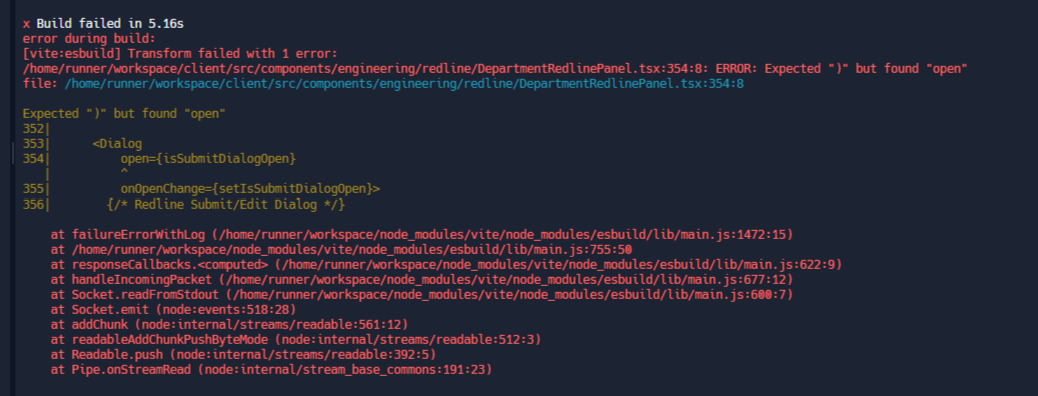 x Build failed in 5.16s
error during build:
[vite:esbuild] Transform failed with 1 error:
/home/runner/workspace/client/src/components/engineering/redline/DepartmentRedlinePanel.tsx:354:8: ERROR: Expected ")" but found "open"
file: /home/runner/workspace/client/src/components/engineering/redline/DepartmentRedlinePanel.tsx:354:8
Expected ")" but found "open"
352|
353|      <Dialog
354|          open={isSubmitDialogOpen}
   |          ^
355|          onOpenChange={setIsSubmitDialogOpen}>
356|        {/* Redline Submit/Edit Dialog */}
    at failureErrorWithLog (/home/runner/workspace/node_modules/vite/node_modules/esbuild/lib/main.js:1472:15)
    at /home/runner/workspace/node_modules/vite/node_modules/esbuild/lib/main.js:755:50
    at responseCallbacks.<computed> (/home/runner/workspace/node_modules/vite/node_modules/esbuild/lib/main.js:622:9)
    at handleIncomingPacket (/home/runner/workspace/node_modules/vite/node_modules/esbuild/lib/main.js:677:12)
    at Socket.readFromStdout (/home/runner/workspace/node_modules/vite/node_modules/esbuild/lib/main.js:600:7)
    at Socket.emit (node:events:518:28)
    at addChunk (node:internal/streams/readable:561:12)
    at readableAddChunkPushByteMode (node:internal/streams/readable:512:3)
    at Readable.push (node:internal/streams/readable:392:5)
    at Pipe.onStreamRead (node:internal/stream_base_commons:191:23)